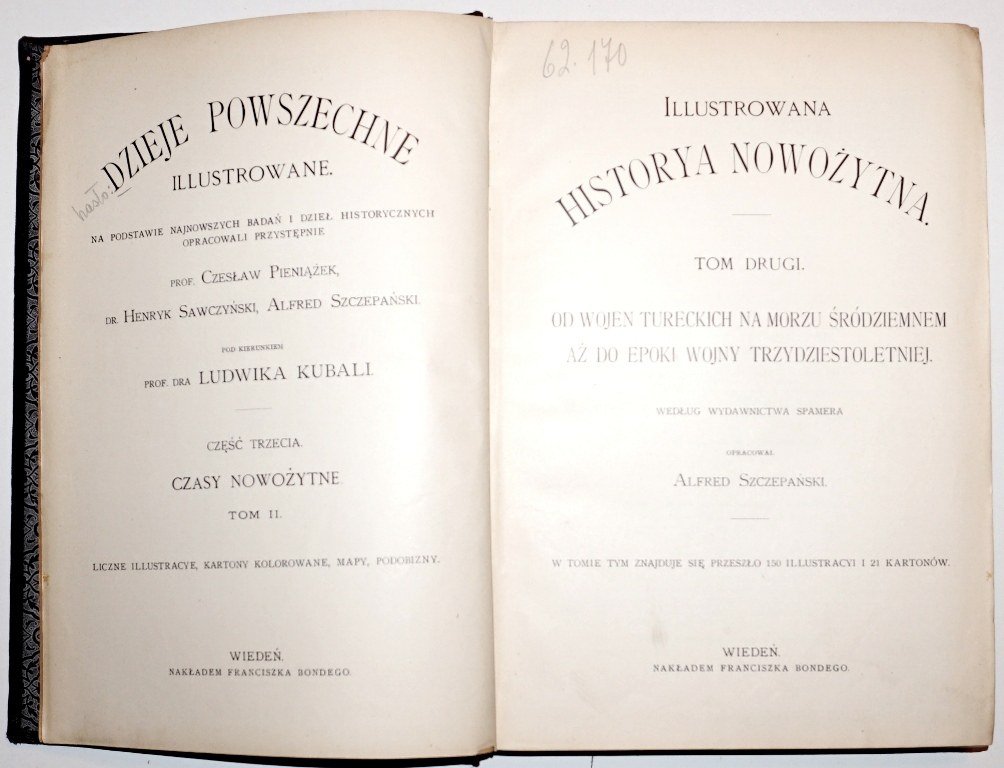 hasło:
DZIEJE POWSZECHNE
ILLUSTROWANE.
NA PODSTAWIE NAJNOWSZYCH BADAŃ I DZIEŁ HISTORYCZNYCH
OPRACOWALI PRZYSTĘPNIE
PROF. CZESŁAW PIENIĄŻEK,
DR. HENRYK SAWCZYŃSKI, ALFRED SZCZEPAŃSKI.
POD KIERUNKIEM
PROF. DRA LUDWIKA KUBALI.
CZĘŚĆ TRZECIA.
CZASY NOWOŻYTNE.
TOM II.
LICZNE ILLUSTRACYE, KARTONY KOLOROWANE, MAPY, PODOBIZNY.
WIEDEŃ.
NAKŁADEM FRANCISZKA BONDEGO.
62.170
ILLUSTROWANA
HISTORYA NOWOŻYTNA.
TOM DRUGI.
OD WOJEN TURECKICH NA MORZU ŚRÓDZIEMNEM
AŻ DO EPOKI WOJNY TRZYDZIESTOLETNIEJ.
WEDŁUG WYDAWNICTWA SPAMERA
OPRACOWAŁ
ALFRED SZCZEPAŃSKI.
W TOMIE TYM ZNAJDUJE SIĘ PRZESZŁO 150 ILLUSTRACYI I 21 KARTONÓW.
WIEDEŃ.
NAKŁADEM FRANCISZKA BONDEGO.